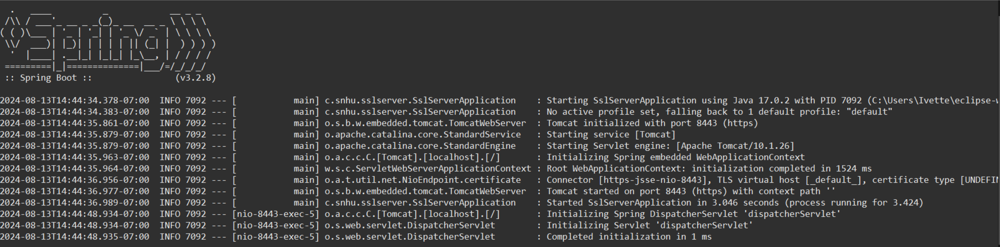 .   ____          _            __ _ _
 /\\ / ___'_ __ _ _(_)_ __  __ _ \ \ \ \
( ( )\___ | '_ | '_| | '_ \/ _` | \ \ \ \
 \\/  ___)| |_)| | | | | || (_| |  ) ) ) )
  '  |____| .__|_| |_|_| |_\__, | / / / /
 =========|_|==============|___/=/_/_/_/
 :: Spring Boot ::                (v3.2.8)
2024-08-13T14:44:34.378-07:00  INFO 7092 --- [           main] c.snhu.sslserver.SslServerApplication    : Starting SslServerApplication using Java 17.0.2 with PID 7092 (C:\Users\Ivette\eclipse-
2024-08-13T14:44:34.383-07:00  INFO 7092 --- [           main] c.snhu.sslserver.SslServerApplication    : No active profile set, falling back to 1 default profile: "default"
2024-08-13T14:44:35.861-07:00  INFO 7092 --- [           main] o.s.b.w.embedded.tomcat.TomcatWebServer  : Tomcat initialized with port 8443 (https)
2024-08-13T14:44:35.879-07:00  INFO 7092 --- [           main] o.apache.catalina.core.StandardService   : Starting service [Tomcat]
2024-08-13T14:44:35.879-07:00  INFO 7092 --- [           main] o.apache.catalina.core.StandardEngine    : Starting Servlet engine: [Apache Tomcat/10.1.26]
2024-08-13T14:44:35.963-07:00  INFO 7092 --- [           main] o.a.c.c.C.[Tomcat].[localhost].[/]       : Initializing Spring embedded WebApplicationContext
2024-08-13T14:44:35.964-07:00  INFO 7092 --- [           main] w.s.c.ServletWebServerApplicationContext : Root WebApplicationContext: initialization completed in 1524 ms
2024-08-13T14:44:36.956-07:00  INFO 7092 --- [           main] o.a.t.util.net.NioEndpoint.certificate   : Connector [https-jsse-nio-8443], TLS virtual host [_default_], certificate type [UNDEFI
2024-08-13T14:44:36.977-07:00  INFO 7092 --- [           main] o.s.b.w.embedded.tomcat.TomcatWebServer  : Tomcat started on port 8443 (https) with context path ''
2024-08-13T14:44:36.989-07:00  INFO 7092 --- [           main] c.snhu.sslserver.SslServerApplication    : Started SslServerApplication in 3.046 seconds (process running for 3.424)
2024-08-13T14:44:48.934-07:00  INFO 7092 --- [nio-8443-exec-5] o.a.c.c.C.[Tomcat].[localhost].[/]       : Initializing Spring DispatcherServlet 'dispatcherServlet'
2024-08-13T14:44:48.934-07:00  INFO 7092 --- [nio-8443-exec-5] o.s.web.servlet.DispatcherServlet        : Initializing Servlet 'dispatcherServlet'
2024-08-13T14:44:48.935-07:00  INFO 7092 --- [nio-8443-exec-5] o.s.web.servlet.DispatcherServlet        : Completed initialization in 1 ms